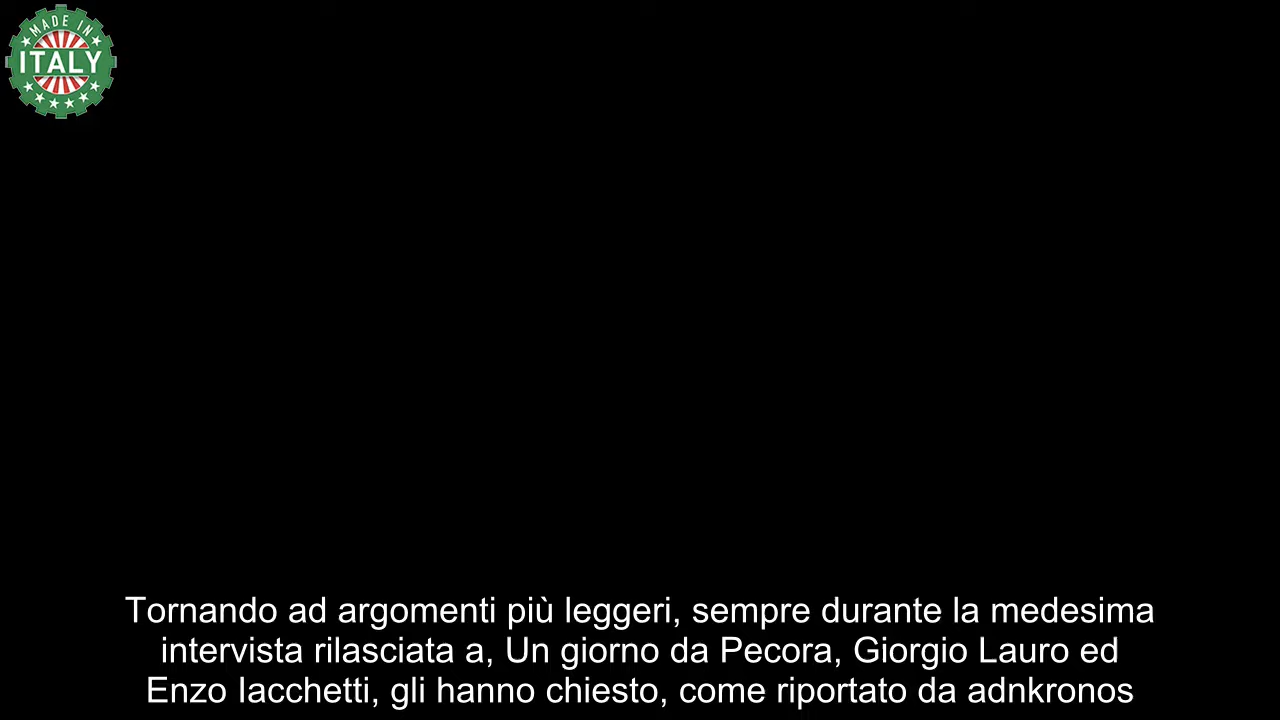 MADE IN
ITALY
Tornando ad argomenti più leggeri, sempre durante la medesima
intervista rilasciata a, Un giorno da Pecora, Giorgio Lauro ed
Enzo Iacchetti, gli hanno chiesto, come riportato da adnkronos